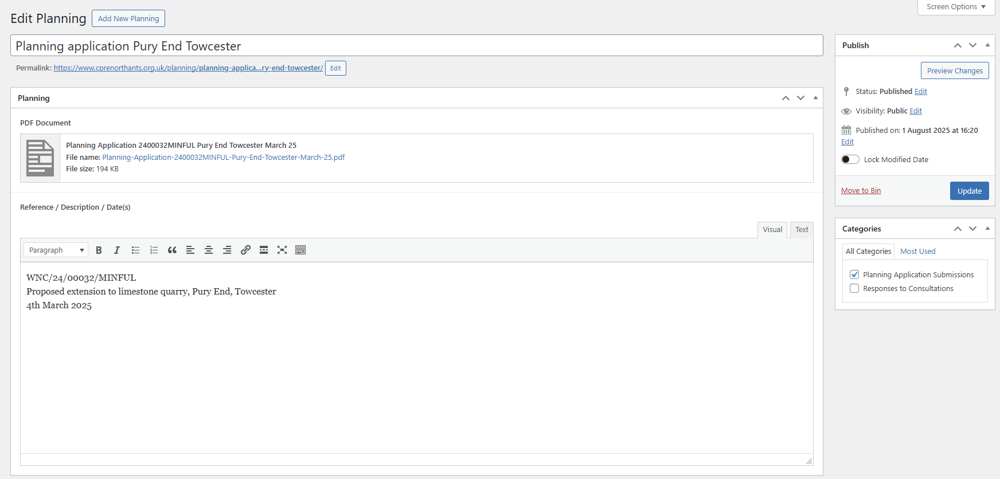 Screen Options
Edit Planning
Add New Planning
Planning application Pury End Towcester
Permalink: https://www.cprenorthants.org.uk/planning/planning-applica...ry-end-towcester/ Edit
Planning
PDF Document
Planning Application 2400032MINFUL Pury End Towcester March 25
File name: Planning-Application-2400032MINFUL-Pury-End-Towcester-March-25.pdf
File size: 194 KB
Reference / Description / Date(s)
Visual
Text
Paragraph
WNC/24/00032/MINFUL
Proposed extension to limestone quarry, Pury End, Towcester
4th March 2025
Publish
Preview Changes
Status: Published Edit
Visibility: Public Edit
Published on: 1 August 2025 at 16:20
Edit
Lock Modified Date
Move to Bin
Update
Categories
All Categories
Most Used
Planning Application Submissions
Responses to Consultations